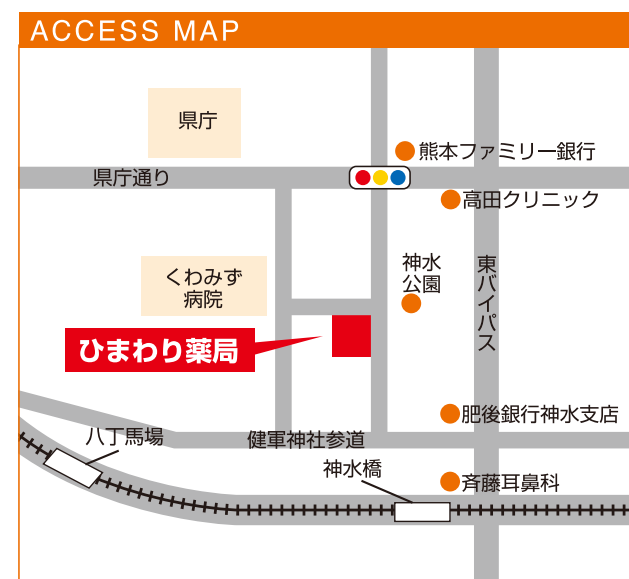 ACCESS MAP
県庁
熊本ファミリー銀行
県庁通り
高田クリニック
神水
公園
東バイパス
くわみず
病院
ひまわり薬局
肥後銀行神水支店
八丁馬場
健軍神社参道
神水橋
斉藤耳鼻科